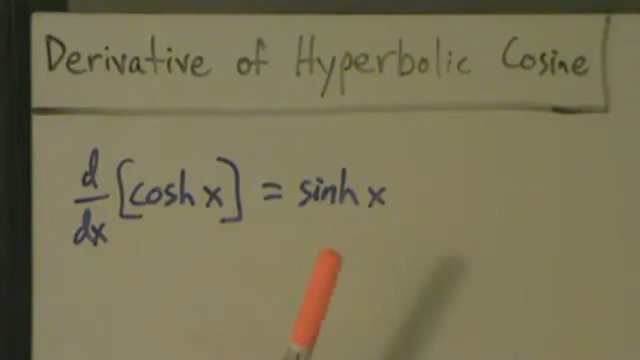 Derivative of Hyperbolic Cosine
d/dx [cosh x] = sinh x